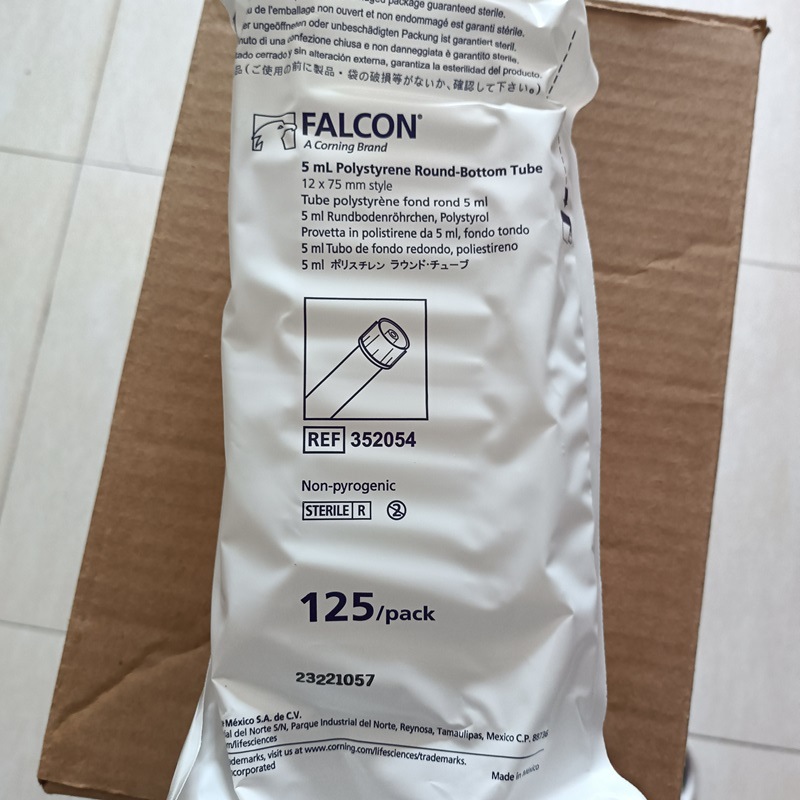 package guaranteed sterile.
de l'emballage non ouvert et non endommagé est garanti stérile.
ungeöffneten oder unbeschädigten Packung ist garantiert steril.
di una confezione chiusa e non danneggiata è garantito sterile.
cerrado y sin alteración externa, garantiza la esterilidad del producto.
品(ご使用の前に製品・袋の破損等がないか、確認して下さい。)
FALCON®
A Corning Brand
5 mL Polystyrene Round-Bottom Tube
12 x 75 mm style
Tube polystyrène fond rond 5 ml
5 ml Rundbodenröhrchen, Polystyrol
Provetta in polistirene da 5 ml, fondo tondo
5 ml Tubo de fondo redondo, poliestireno
5 ml ポリスチレン ラウンド・チューブ
REF 352054
Non-pyrogenic
STERILE R 2
125/pack
23221057
México S.A. de C.V.
del Norte S/N, Parque Industrial del Norte, Reynosa, Tamaulipas, Mexico C.P.
m/lifesciences
demarks, visit us at www.corning.com/lifesciences/trademarks.
corporated
Made in México